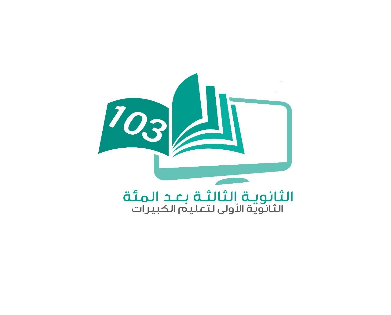 103
الثانوية الثالثة بعد المئة
الثانوية الأولى لتعليم الكبيرات